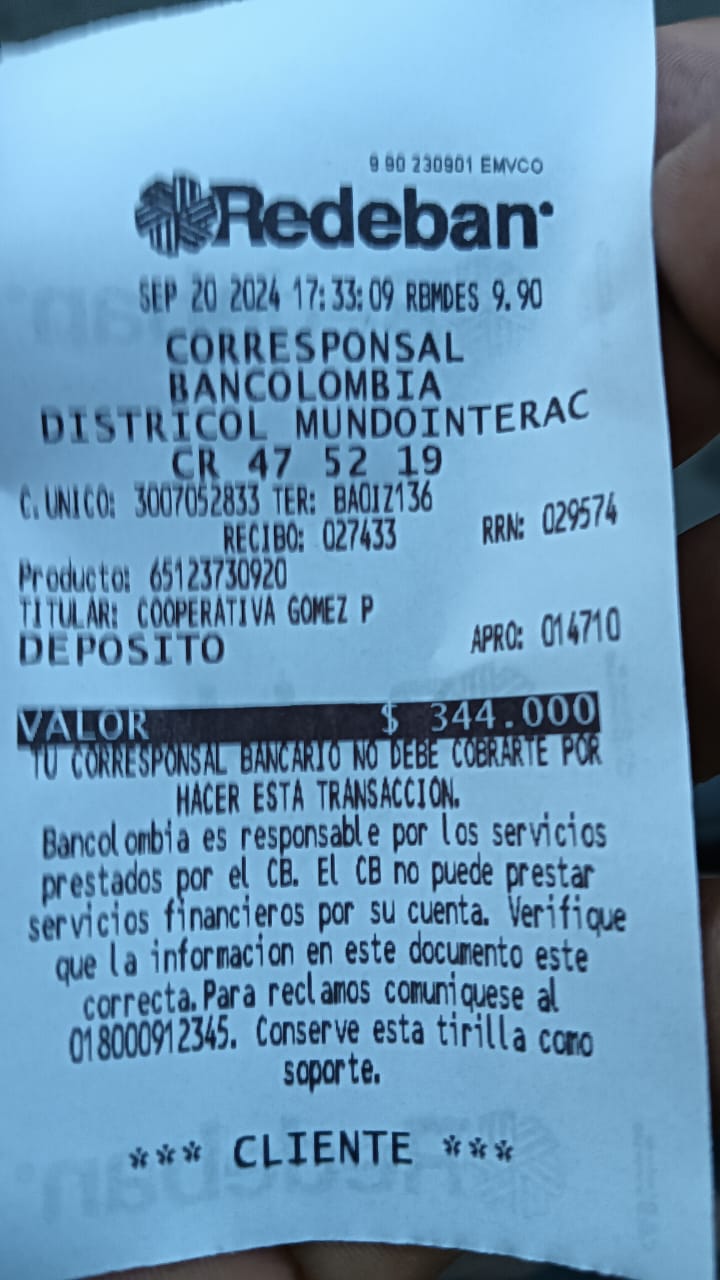 9 90 230901 EMVCO
Redeban
SEP 20 2024 17:33:09 RBMDES 9.90
CORRESPONSAL
BANCOLOMBIA
DISTRICOL MUNDOINTERAC
CR 47 52 19
C.UNICO: 3007052833 TER: BAOIZ136
RECIBO: 027433 RRN: 029574
Producto: 65123730920
TITULAR: COOPERATIVA GOMEZ P
DEPOSITO APRO: 014710
VALOR $ 344.000
TU CORRESPONSAL BANCARIO NO DEBE COBRARTE POR
HACER ESTA TRANSACCION.
Bancolombia es responsable por los servicios
prestados por el CB. El CB no puede prestar
servicios financieros por su cuenta. Verifique
que la informacion en este documento este
correcta.Para reclamos comuniquese al
018000912345. Conserve esta tirilla como
soporte.
*** CLIENTE ***